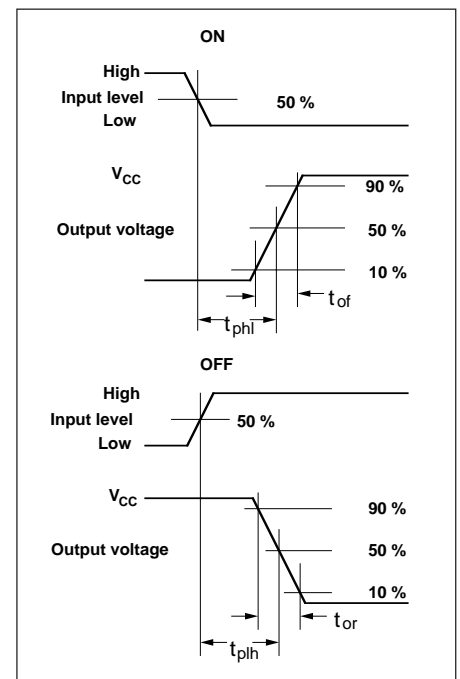 ON
High
Input level
50 %
Low
VCC
90 %
Output voltage
50 %
10 %
tof
tphl
OFF
High
Input level
50 %
Low
VCC
90 %
Output voltage
50 %
10 %
tor
tplh